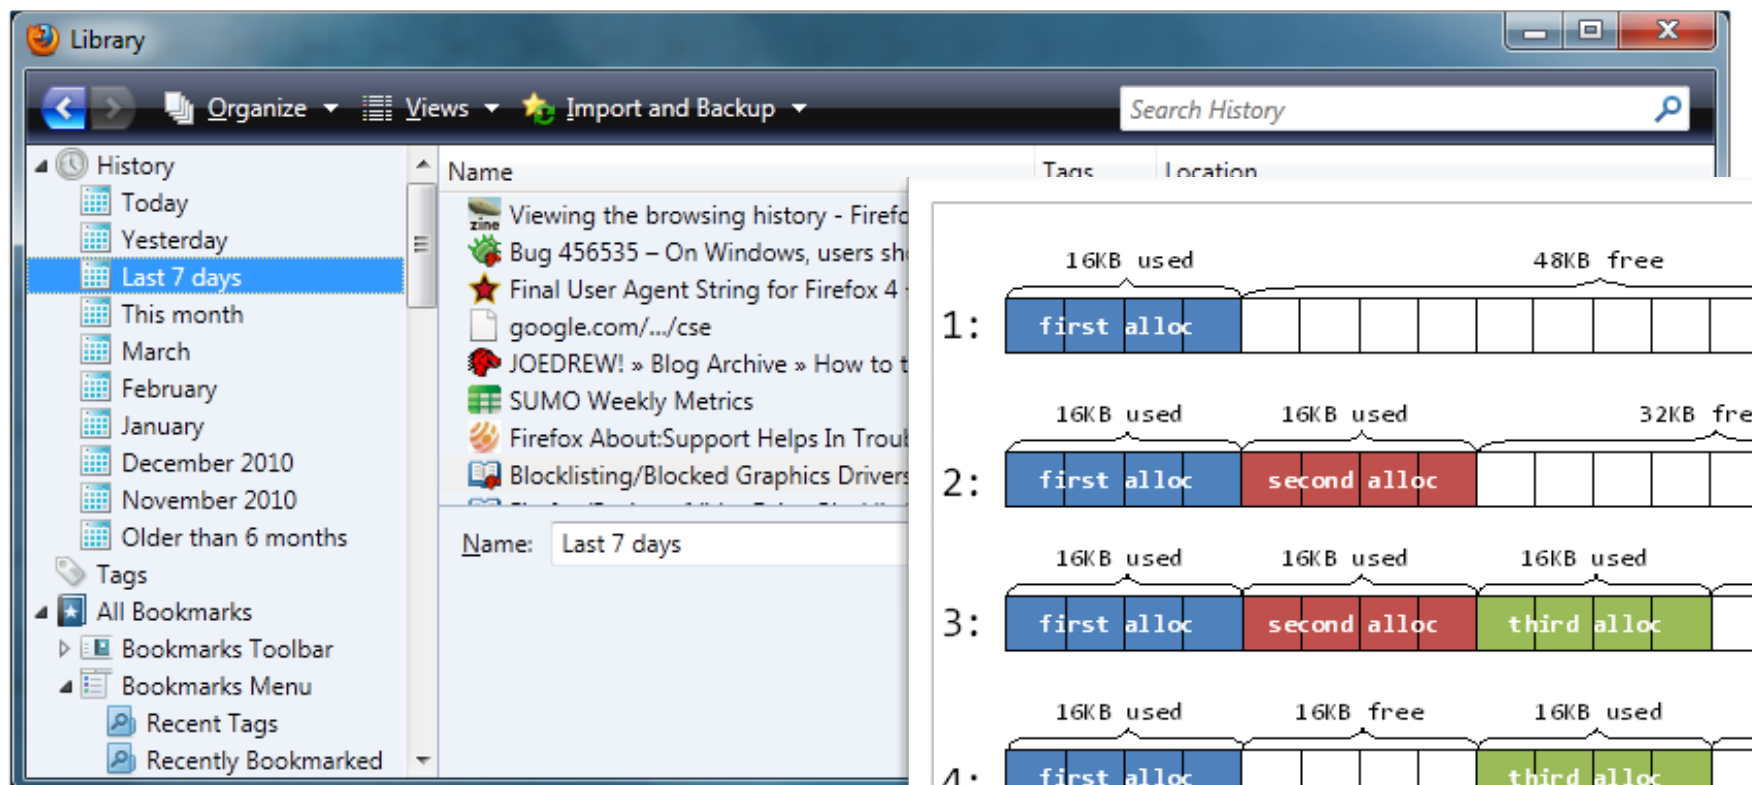 Library
Organize Views Import and Backup Search History
History
Today
Yesterday
Last 7 days
This month
March
February
January
December 2010
November 2010
Older than 6 months
Tags
All Bookmarks
Bookmarks Toolbar
Bookmarks Menu
Recent Tags
Recently Bookmarked
Name Tags Location
zine
Viewing the browsing history - Firefo
Bug 456535 – On Windows, users sh
Final User Agent String for Firefox 4
google.com/.../cse
JOEDREW! » Blog Archive » How to t
SUMO Weekly Metrics
Firefox About:Support Helps In Troub
Blocklisting/Blocked Graphics Drivers
Name: Last 7 days
16KB used 48KB free
1: first alloc
16KB used 16KB used 32KB fre
2: first alloc second alloc
16KB used 16KB used 16KB used
3: first alloc second alloc third alloc
16KB used 16KB free 16KB used
4: first alloc third alloc